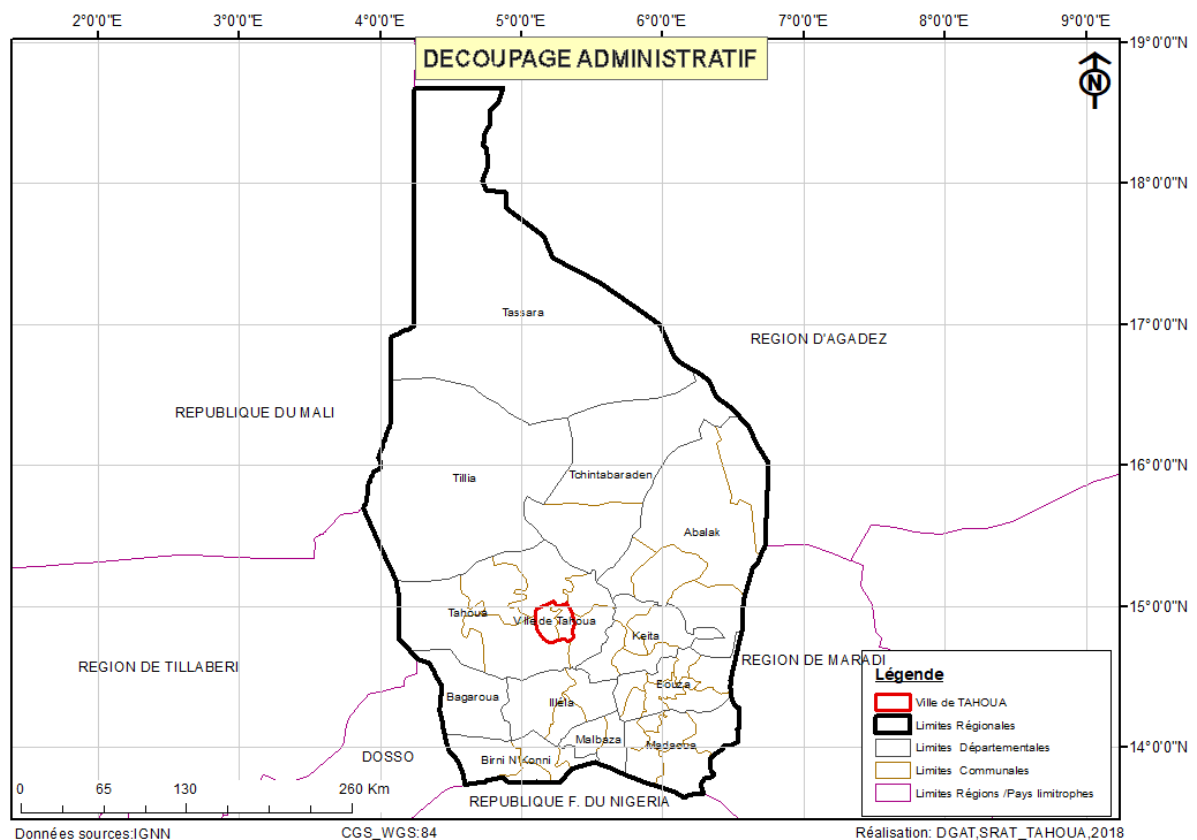 2°0'0"E 3°0'0"E 4°0'0"E 5°0'0"E 6°0'0"E 7°0'0"E 8°0'0"E 9°0'0"E
DECOUPAGE ADMINISTRATIF
N
19°0'0"N
18°0'0"N
17°0'0"N
16°0'0"N
15°0'0"N
14°0'0"N
Tassara
REGION D'AGADEZ
REPUBLIQUE DU MALI
Tillia
Tchintabaraden
Abalak
Tahoua
Ville de Tahoua
Keita
REGION DE TILLABERI
REGION DE MARADI
Bagaroua
Illéla
Bouza
Malbaza
Madaoua
DOSSO
Birni N'Konni
REPUBLIQUE F. DU NIGERIA
Légende
Ville de TAHOUA
Limites Régionales
Limites Départementales
Limites Communales
Limites Régions /Pays limitrophes
0 65 130 260 Km
Données sources:IGNN CGS_WGS:84 Réalisation: DGAT,SRAT_TAHOUA,2018